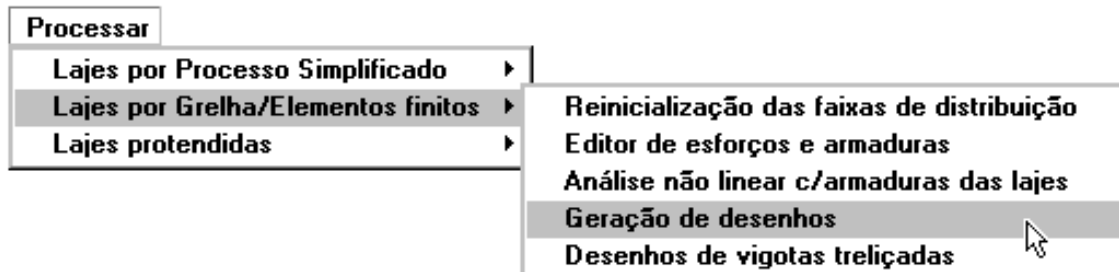 Processar
Lajes por Processo Simplificado
Lajes por Grelha/Elementos finitos
Lajes protendidas
Reinicialização das faixas de distribuição
Editor de esforços e armaduras
Análise não linear c/armaduras das lajes
Geração de desenhos
Desenhos de vigotas treliçadas